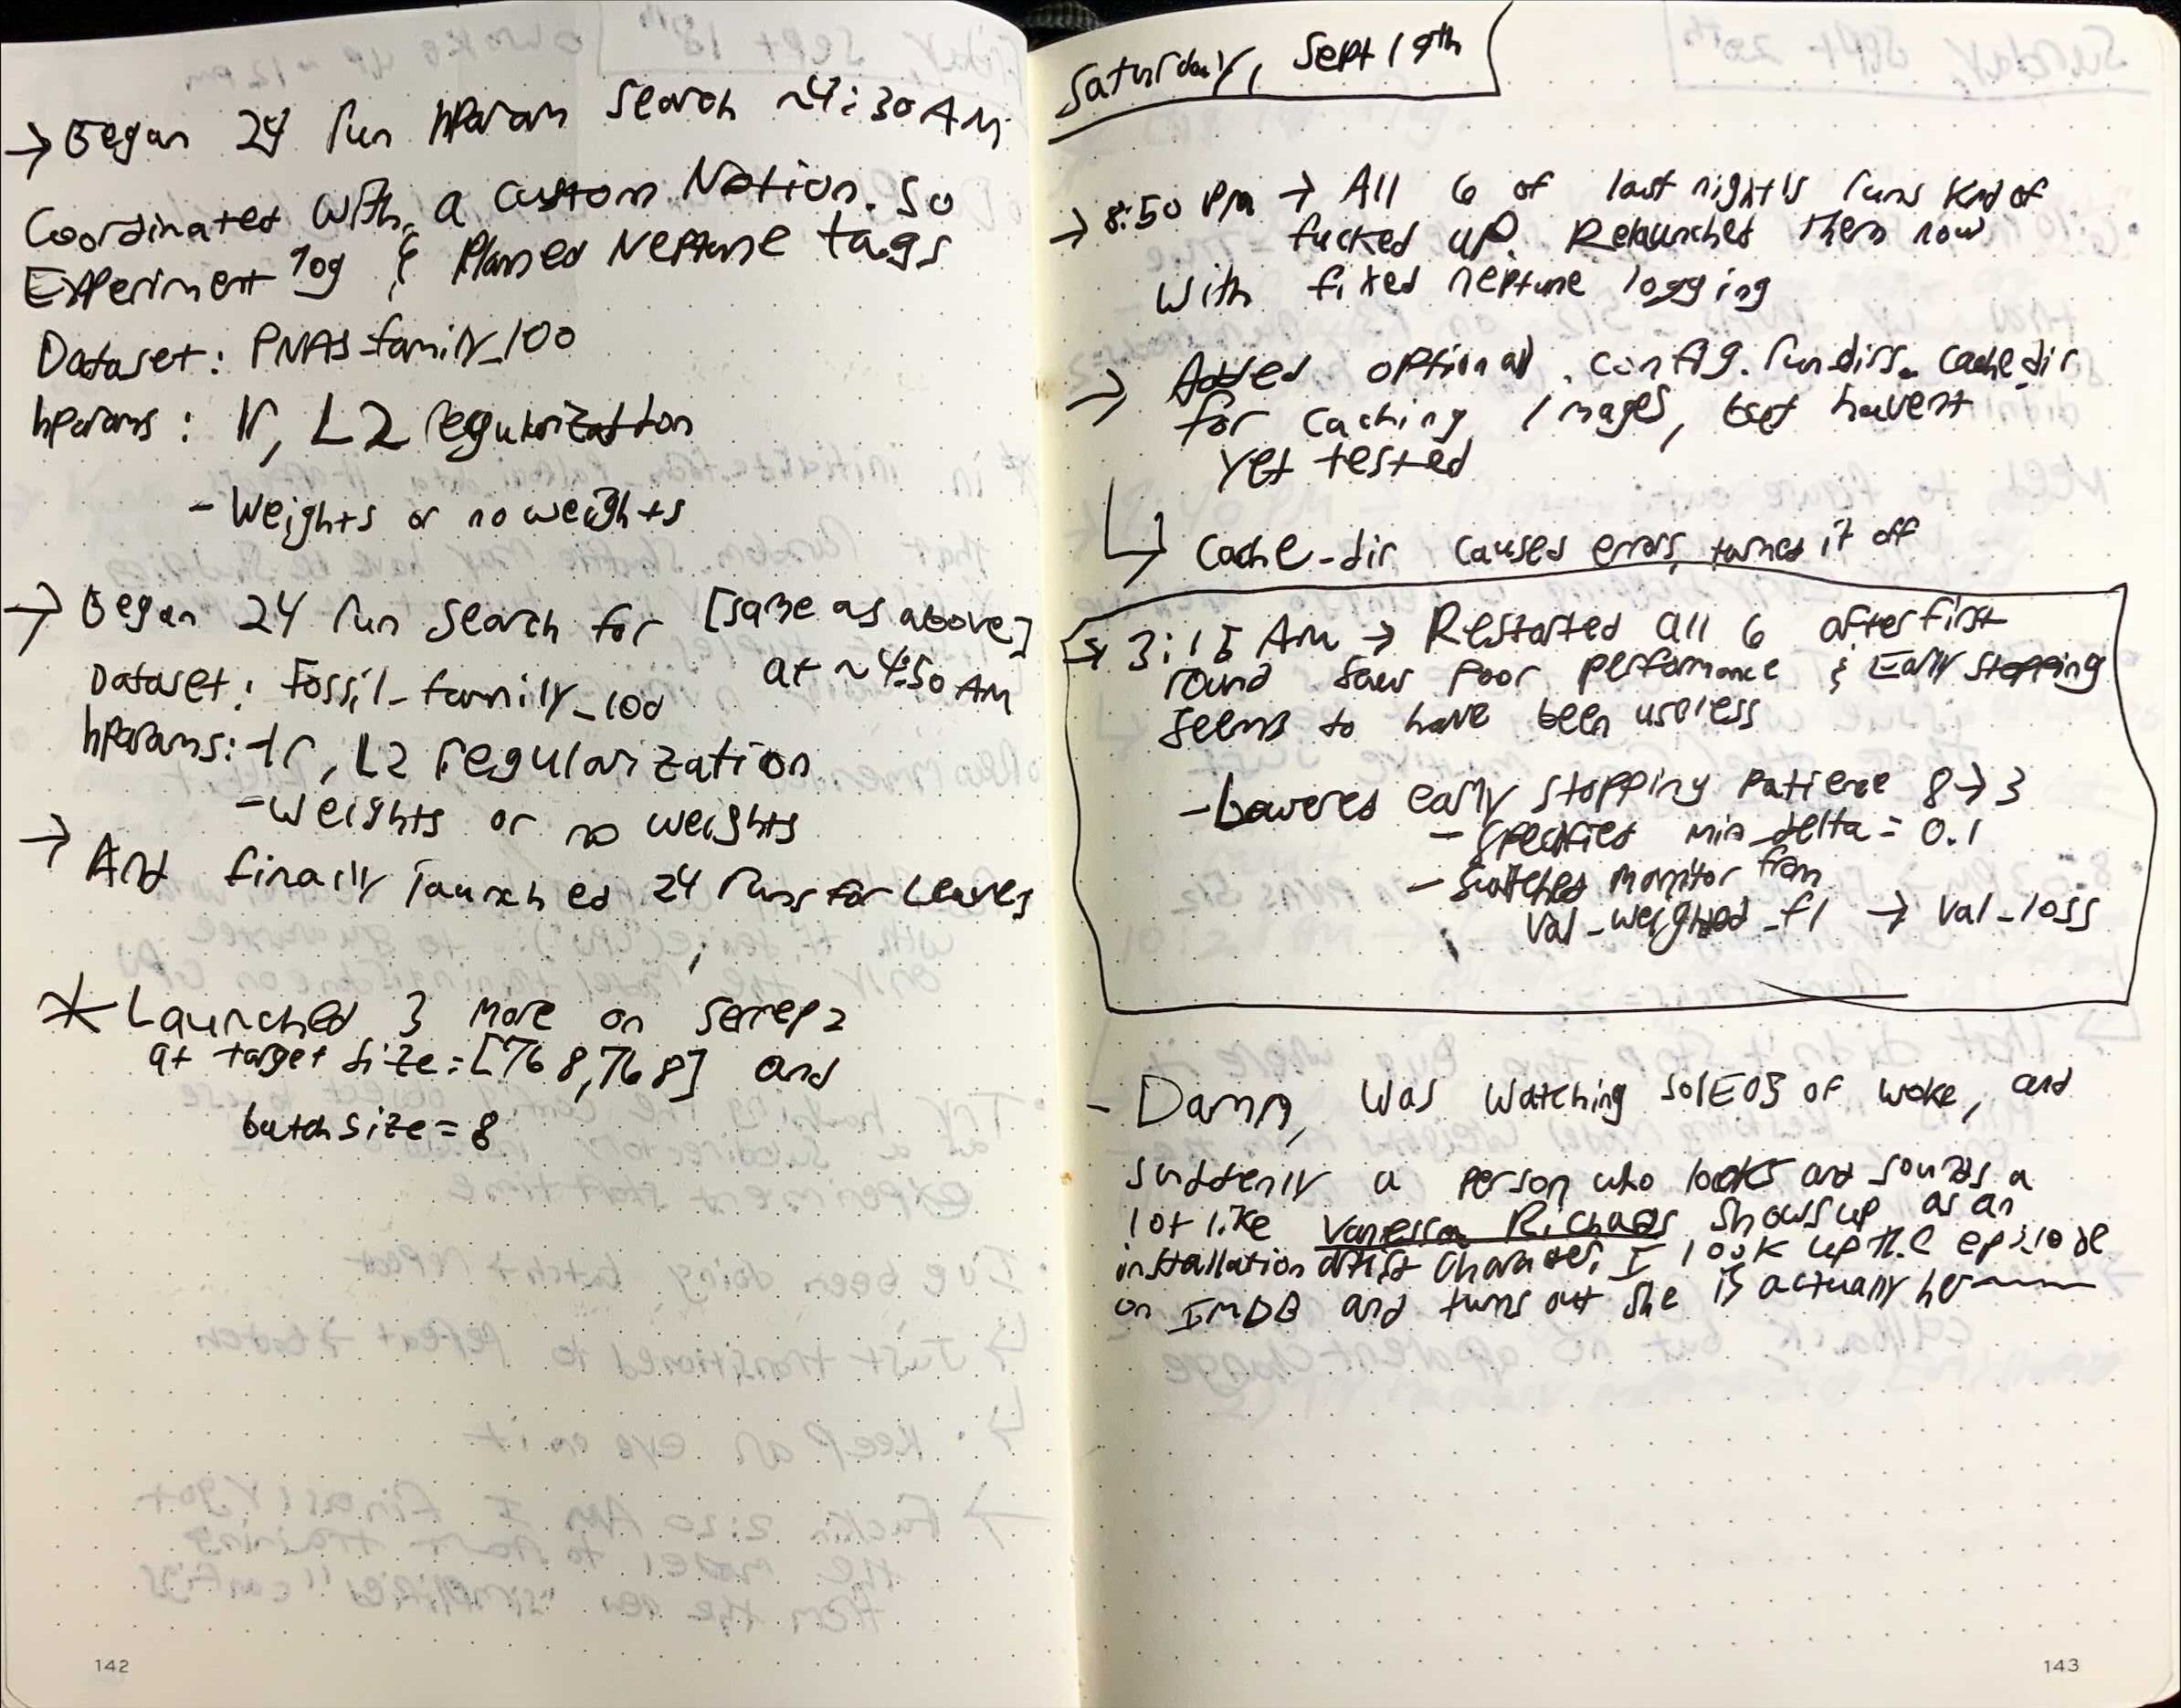 → Began 24 run hparam search ~4:30 AM
Coordinated with a custom Notion. So
Experiment log & Planned Neptune tags
Dataset: PNAS_family_100
hparams: lr, L2 regularization
- Weights or no weights
→ Began 24 run search for [same as above]
at ~4:50 AM
Dataset: Fossil_family_100
hparams: lr, L2 regularization
- weights or no weights
→ And finally launched 24 runs for Leaves
* Launched 3 more on serrep2
at target size = [768, 768] and
batch size = 8
142
Saturday, Sept 19th
→ 8:50 PM → All 6 of last night's runs kind of
fucked up. Relaunched them now
with fixed neptune logging
→ Added optional config.run_dirs.cache_dir
for caching images, but havent
yet tested
↳ Cache-dir caused errors, turned it off
→ 3:15 AM → Restarted all 6 after first
round saw poor performance & Early stopping
seems to have been useless
- Lowered early stopping patience 8 → 3
- Specified min_delta = 0.1
- Switched monitor from
val_weighted_f1 → val_loss
- Damn, was watching S01E03 of woke, and
suddenly a person who looks and sounds a
lot like Vanessa Richards shows up as an
installation artist character, I look up the episode
on IMDB and turns out she is actually her
143